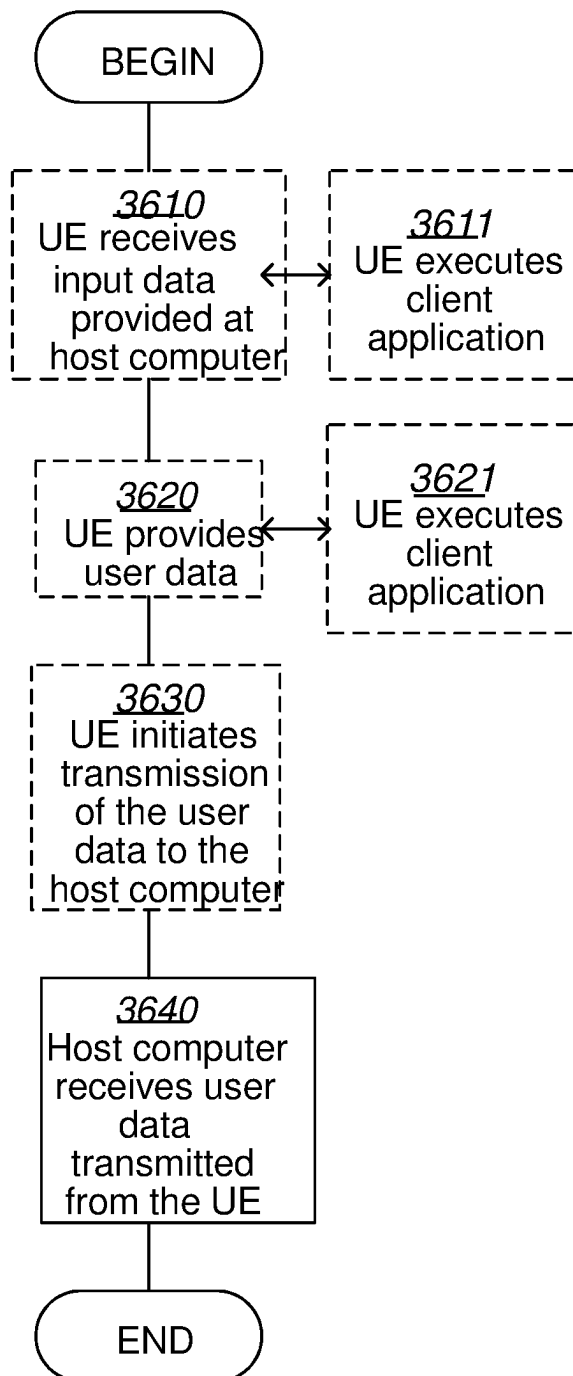 BEGIN
3610
UE receives
input data
provided at
host computer
3611
UE executes
client
application
3620
UE provides
user data
3621
UE executes
client
application
3630
UE initiates
transmission
of the user
data to the
host computer
3640
Host computer
receives user
data
transmitted
from the UE
END